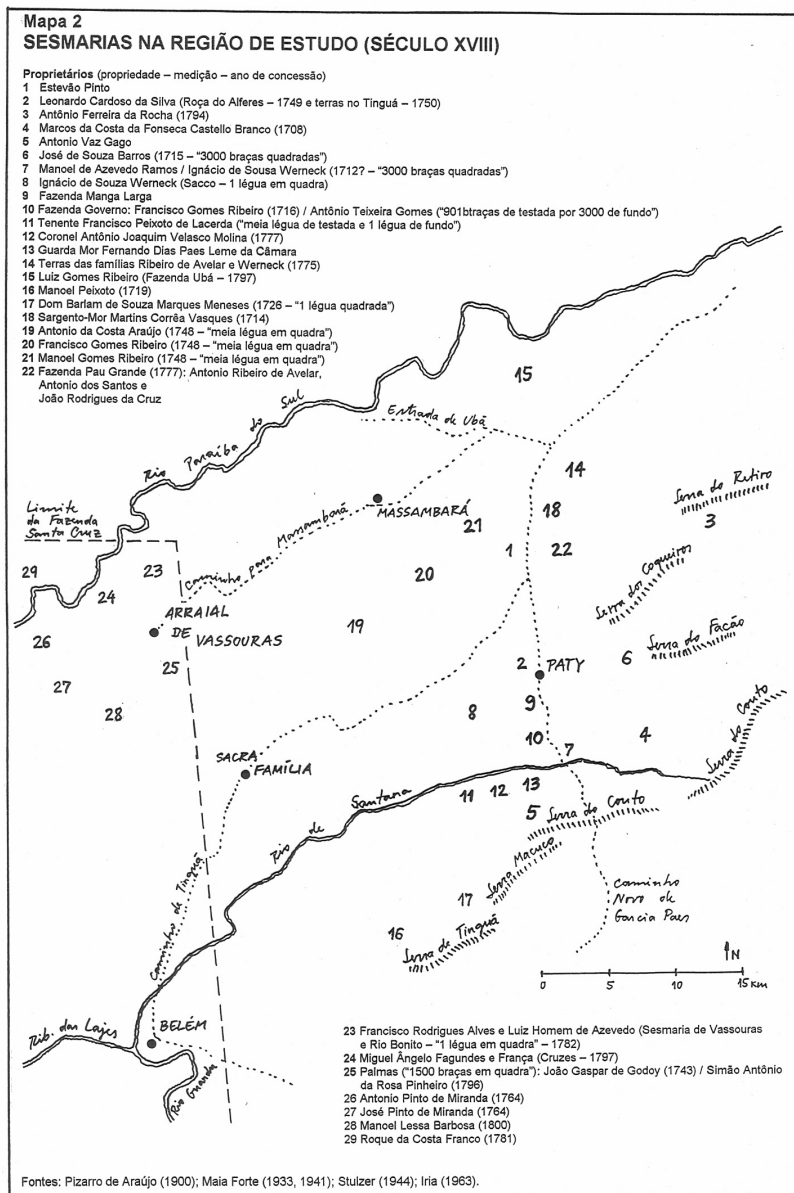 Mapa 2
SESMARIAS NA REGIÃO DE ESTUDO (SÉCULO XVIII)
Proprietários (propriedade – medição – ano de concessão)
1 Estevão Pinto
2 Leonardo Cardoso da Silva (Roça do Alferes – 1749 e terras no Tinguá – 1750)
3 Antônio Ferreira da Rocha (1794)
4 Marcos da Costa da Fonseca Castello Branco (1708)
5 Antonio Vaz Gago
6 José de Souza Barros (1715 – “3000 braças quadradas”)
7 Manoel de Azevedo Ramos / Ignácio de Sousa Werneck (1712? – “3000 braças quadradas”)
8 Ignácio de Souza Werneck (Sacco – 1 légua em quadra)
9 Fazenda Manga Larga
10 Fazenda Governo: Francisco Gomes Ribeiro (1716) / Antônio Teixeira Gomes (“901btraças de testada por 3000 de fundo”)
11 Tenente Francisco Peixoto de Lacerda (“meia légua de testada e 1 légua de fundo”)
12 Coronel Antônio Joaquim Velasco Molina (1777)
13 Guarda Mor Fernando Dias Paes Leme da Câmara
14 Terras das famílias Ribeiro de Avelar e Werneck (1775)
15 Luiz Gomes Ribeiro (Fazenda Ubá – 1797)
16 Manoel Peixoto (1719)
17 Dom Barlam de Souza Marques Meneses (1726 – “1 légua quadrada”)
18 Sargento-Mor Martins Corrêa Vasques (1714)
19 Antonio da Costa Araújo (1748 – “meia légua em quadra”)
20 Francisco Gomes Ribeiro (1748 – “meia légua em quadra”)
21 Manoel Gomes Ribeiro (1748 – “meia légua em quadra”)
22 Fazenda Pau Grande (1777): Antonio Ribeiro de Avelar,
Antonio dos Santos e
João Rodrigues da Cruz
15
Estrada de Ubá
Rio Paraíba do Sul
14
Serra do Retiro
3
MASSAMBARÁ
18
21
Limite
da Fazenda
Santa Cruz
1
22
Caminho para Massambará
20
Serra dos Coqueiros
29
24
23
ARRAIAL
DE VASSOURAS
19
26
Serra do Facão
6
25
2
PATY
27
28
8
9
4
Serra do Couto
10
7
SACRA
FAMÍLIA
13
12
11
Rio de Santana
5
Serra do Couto
Serra Macuco
Caminho
Novo de
Garcia Paes
17
16
Serra de Tinguá
Caminho de Tinguá
N
0 5 10 15 Km
Rib. das Lajes
BELÉM
Rio Guandu
23 Francisco Rodrigues Alves e Luiz Homem de Azevedo (Sesmaria de Vassouras
e Rio Bonito – “1 légua em quadra” – 1782)
24 Miguel Ângelo Fagundes e França (Cruzes – 1797)
25 Palmas (“1500 braças em quadra”): João Gaspar de Godoy (1743) / Simão Antônio
da Rosa Pinheiro (1796)
26 Antonio Pinto de Miranda (1764)
27 José Pinto de Miranda (1764)
28 Manoel Lessa Barbosa (1800)
29 Roque da Costa Franco (1781)
Fontes: Pizarro de Araújo (1900); Maia Forte (1933, 1941); Stulzer (1944); Iria (1963).